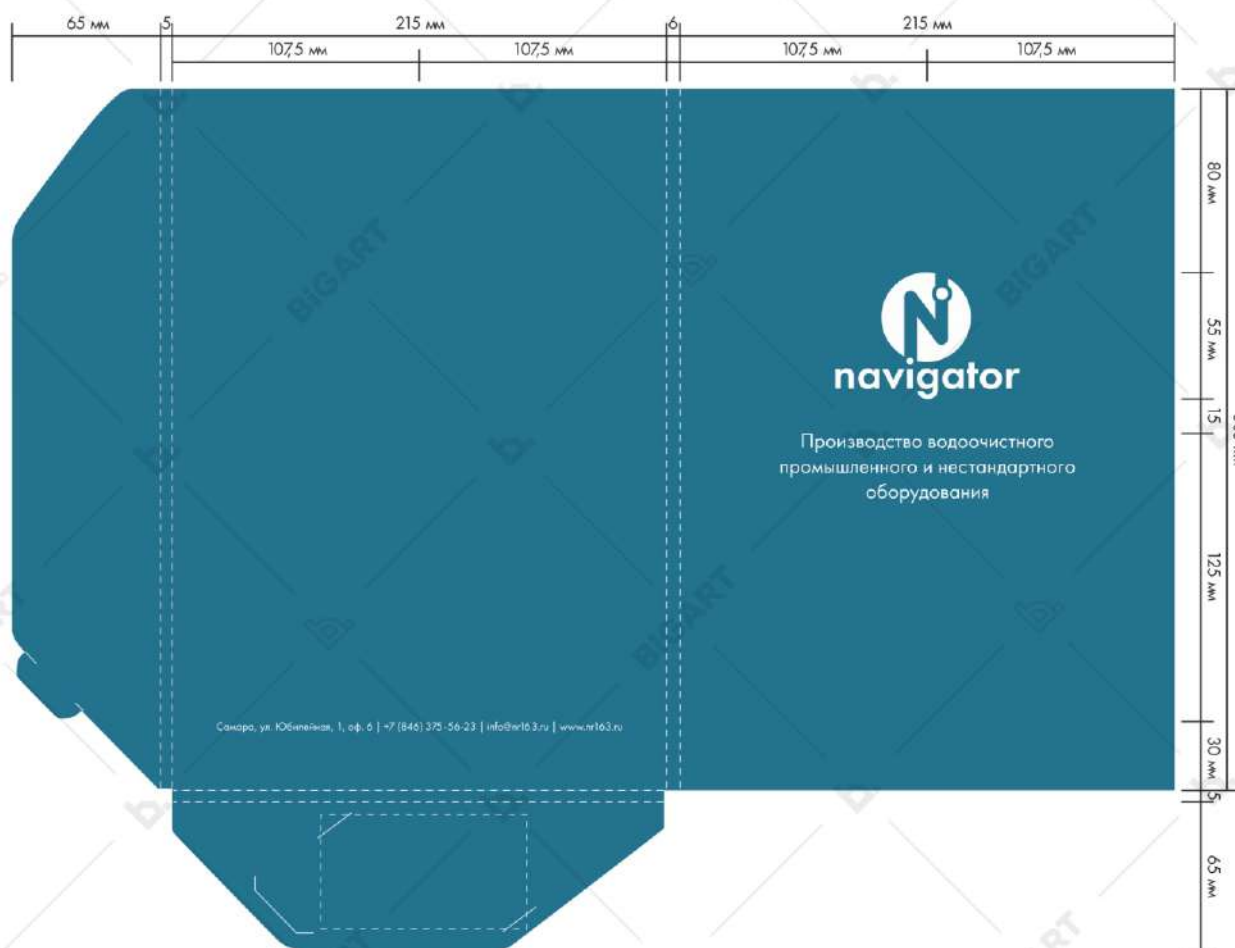 65 мм
5
215 мм
6
215 мм
107,5 мм
107,5 мм
107,5 мм
107,5 мм
80 мм
55 мм
15
125 мм
30 мм
5
65 мм
navigator
Производство водоочистного
промышленного и нестандартного
оборудования
Самара, ул. Юбилейная, 1, оф. 6 | +7 (846) 375-56-23 | info@nr163.ru | www.nr163.ru
BIGART
BIGART
BIGART